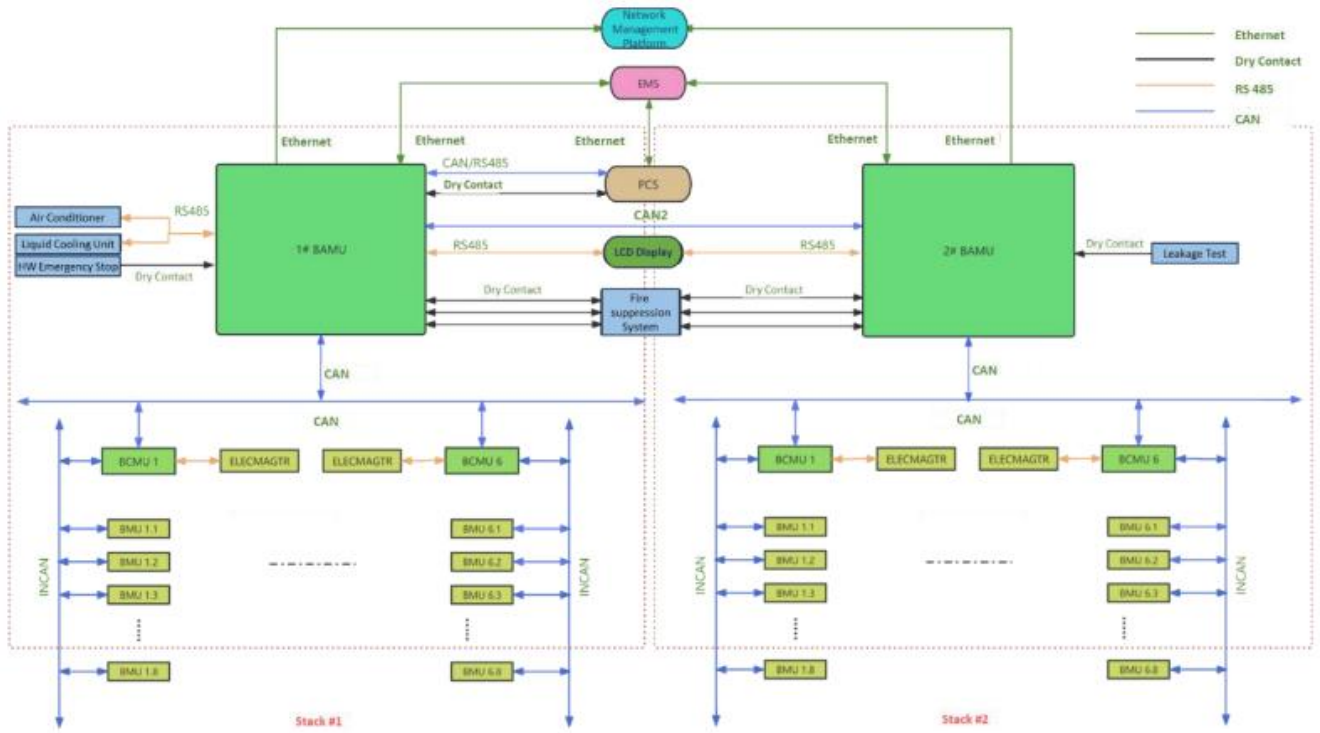 Network
Management
Platform
EMS
Ethernet
Dry Contact
RS 485
CAN
Ethernet
Ethernet
Ethernet
Ethernet
Ethernet
CAN/RS485
Dry Contact
PCS
CAN2
1# BAMU
2# BAMU
RS485
Air Conditioner
Liquid Cooling Unit
HW Emergency Stop
Dry Contact
RS485
LCD Display
RS485
Dry Contact
Leakage Test
Dry Contact
Fire
suppression
System
Dry Contact
CAN
CAN
BCMU 1
ELECMAGTR
ELECMAGTR
BCMU 6
INCAN
BMU 1.1
BMU 1.2
BMU 1.3
BMU 1.8
BMU 6.1
BMU 6.2
BMU 6.3
BMU 6.8
INCAN
Stack #1
CAN
CAN
BCMU 1
ELECMAGTR
ELECMAGTR
BCMU 6
INCAN
BMU 1.1
BMU 1.2
BMU 1.3
BMU 1.8
BMU 6.1
BMU 6.2
BMU 6.3
BMU 6.8
INCAN
Stack #2